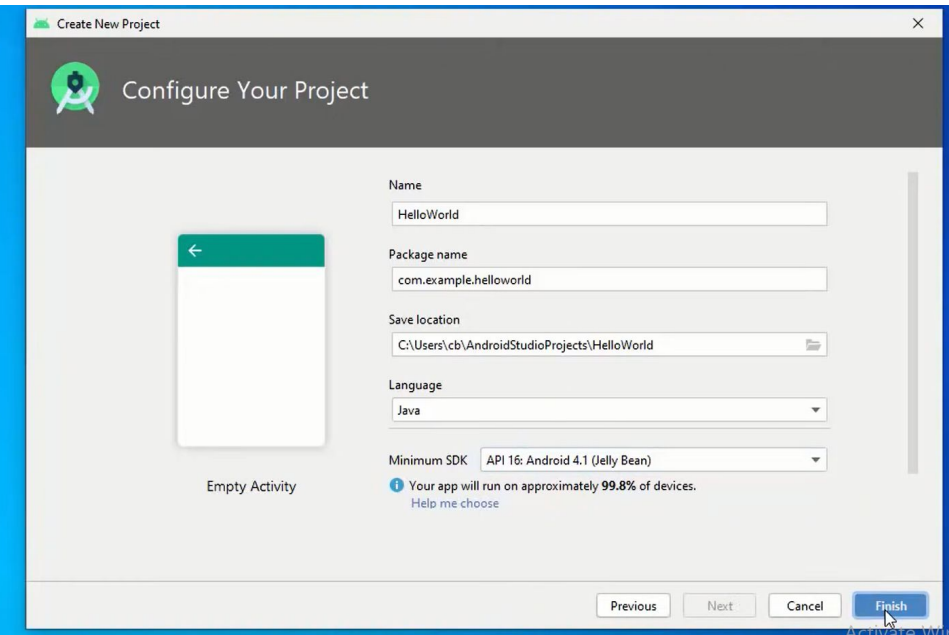 Create New Project
Configure Your Project
Name
HelloWorld
Package name
com.example.helloworld
Save location
C:\Users\cb\AndroidStudioProjects\HelloWorld
Language
Java
Minimum SDK API 16: Android 4.1 (Jelly Bean)
Your app will run on approximately 99.8% of devices.
Help me choose
Empty Activity
Previous Next Cancel Finish
Activate